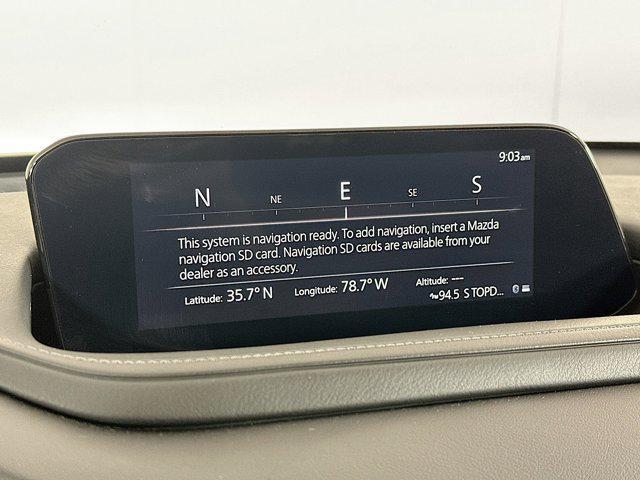 9:03am
N NE E SE S
This system is navigation ready. To add navigation, insert a Mazda
navigation SD card. Navigation SD cards are available from your
dealer as an accessory.
Latitude: 35.7° N Longitude: 78.7° W Altitude: ---
94.5 S TOPD...